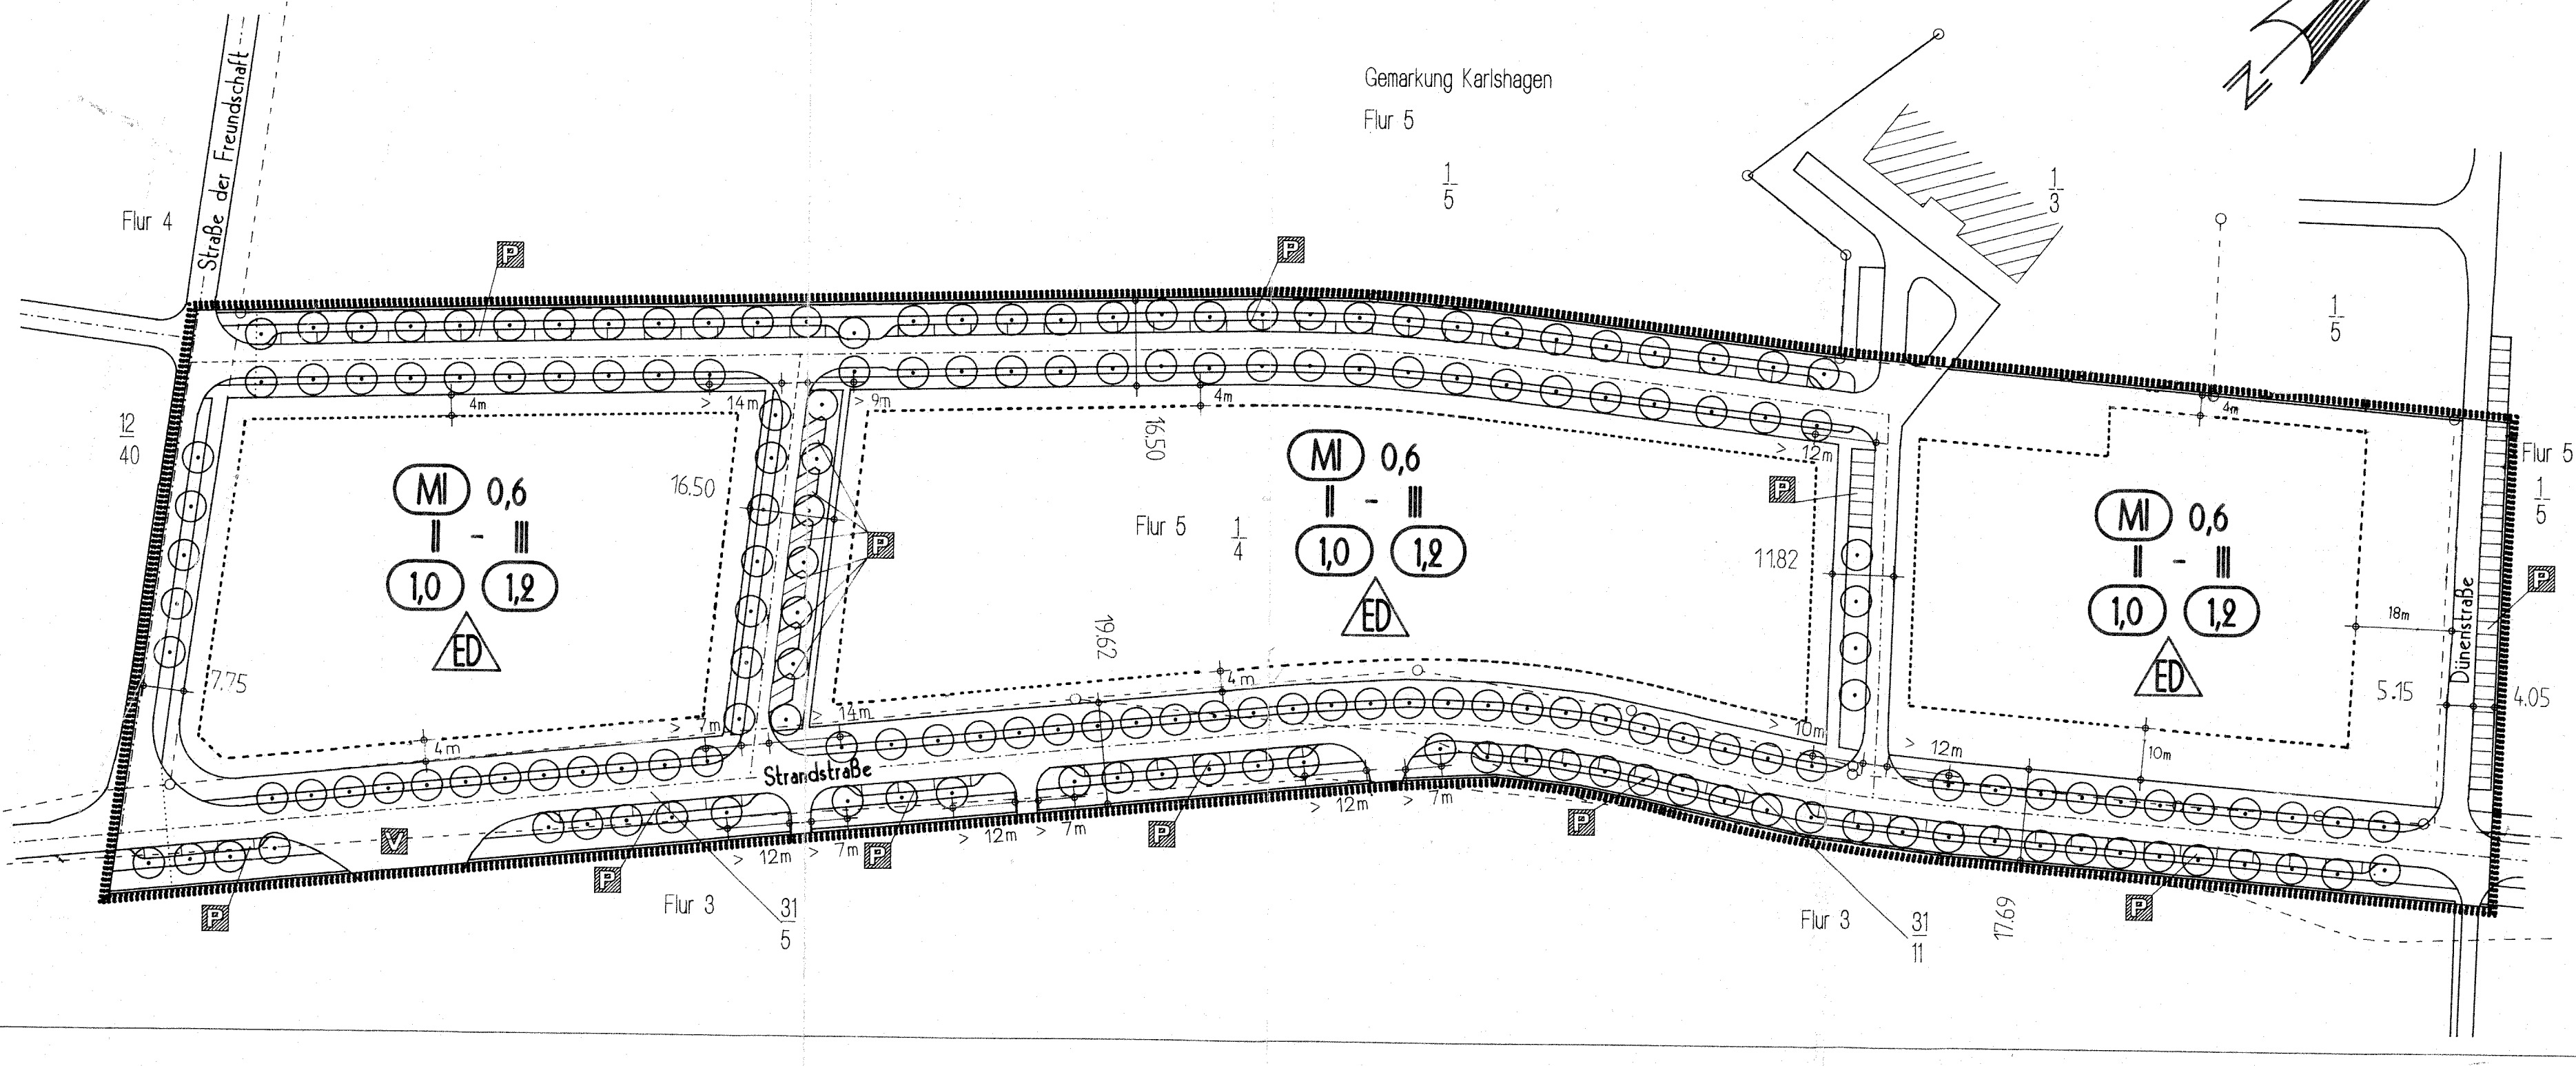 Straße der Freundschaft
Gemarkung Karlshagen
Flur 5
1
5
N
1
3
Flur 4
P
P
1
5
12
40
4m
> 14m
> 9m
4m
> 12m
4m
Flur 5
1
5
16.50
16.50
MI 0,6
II - III
1,0 1,2
ED
P
Flur 5
1
4
MI 0,6
II - III
1,0 1,2
ED
P
11.82
MI 0,6
II - III
1,0 1,2
ED
18m
Dünenstraße
P
5.15
4.05
7.75
4m
> 7m
> 14m
19.62
4m
> 10m
> 12m
10m
Strandstraße
V
P
P
> 12m
> 7m
P
> 12m
> 7m
P
> 12m
> 7m
P
P
Flur 3
31
5
Flur 3
31
11
17.69